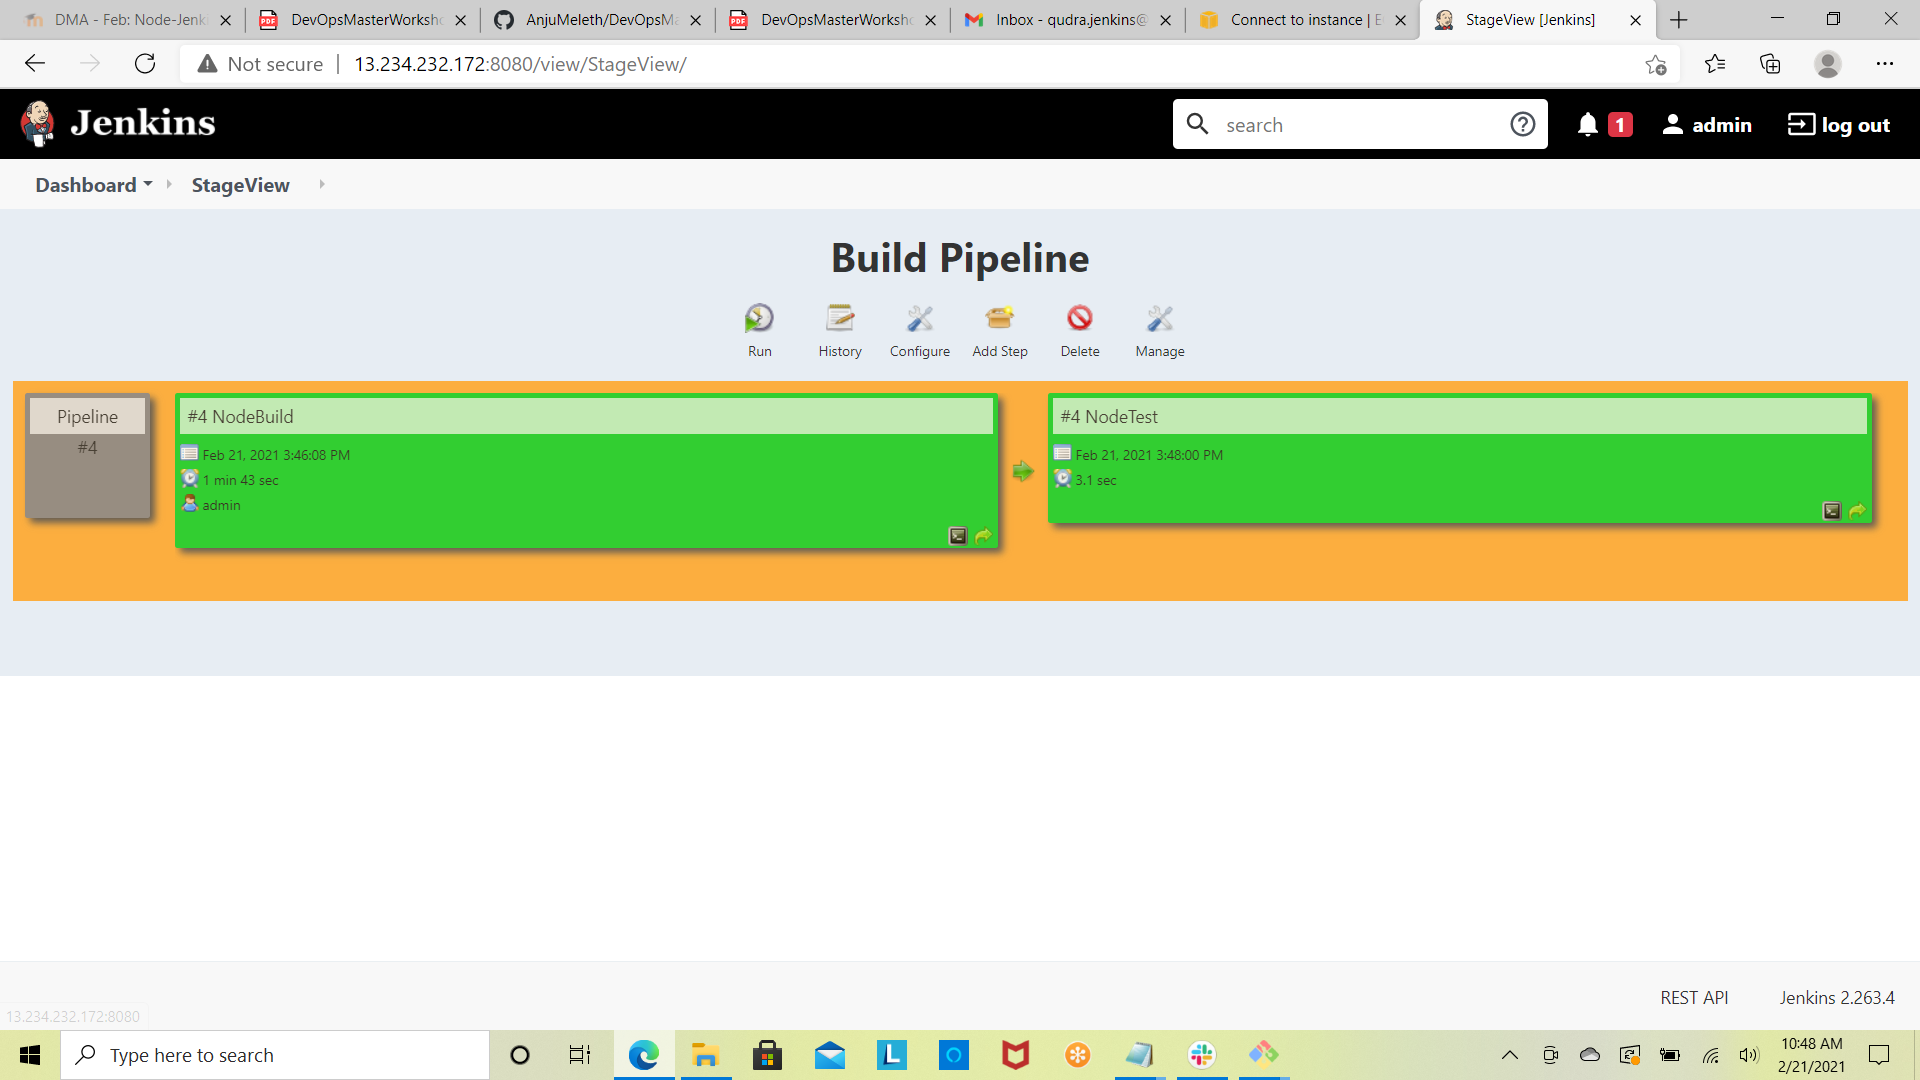 DMA - Feb: Node-Jenk
DevOpsMasterWorksho
AnjuMeleth/DevOpsMa
DevOpsMasterWorksho
Inbox - qudra.jenkins@
Connect to instance | E
StageView [Jenkins]
Not secure | 13.234.232.172:8080/view/StageView/
Jenkins
search
1
admin
log out
Dashboard
StageView
Build Pipeline
Run
History
Configure
Add Step
Delete
Manage
Pipeline
#4
#4 NodeBuild
Feb 21, 2021 3:46:08 PM
1 min 43 sec
admin
#4 NodeTest
Feb 21, 2021 3:48:00 PM
3.1 sec
REST API
Jenkins 2.263.4
13.234.232.172:8080
Type here to search
10:48 AM
2/21/2021